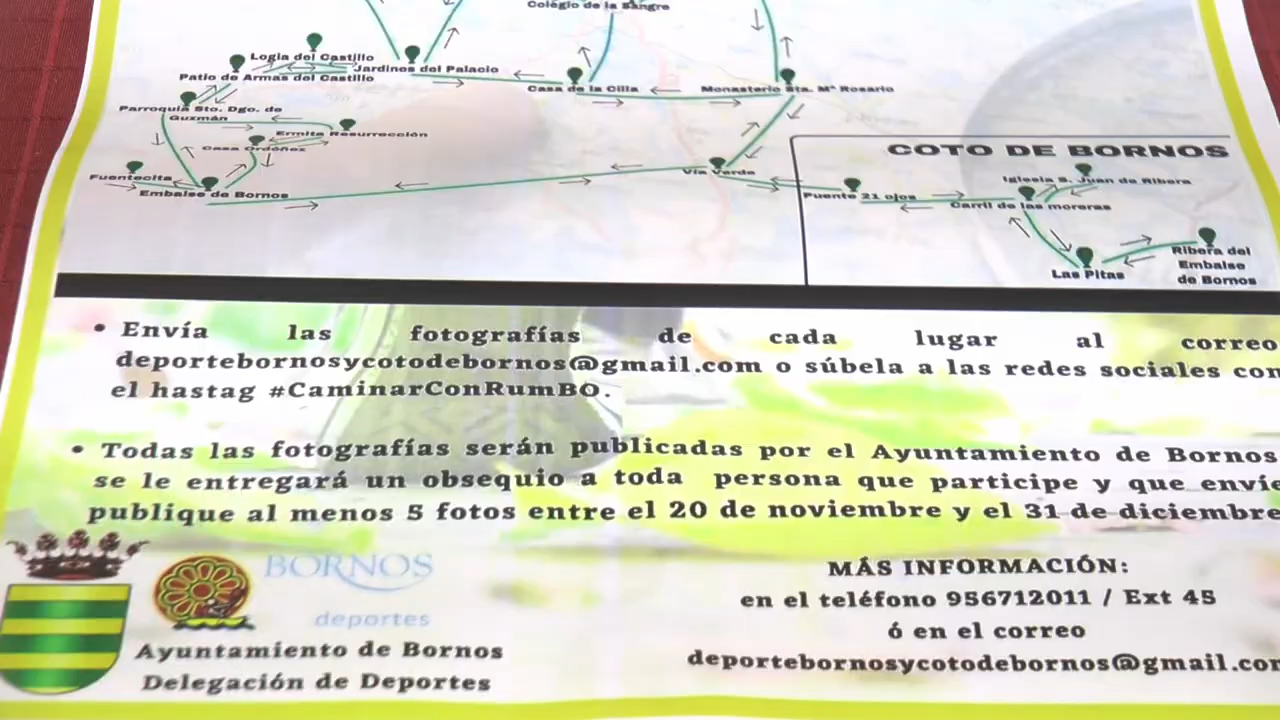 Colegio de la Sangre
Logia del Castillo
Jardines del Palacio
Patio de Armas del Castillo
Casa de la Cilla
Monasterio Sta. Mª Rosario
Parroquia Sto. Dgo. de
Guzmán
Ermita Resurrección
Casa Ordóñez
Fuentecita
Embalse de Bornos
Vía Verde
COTO DE BORNOS
Iglesia S. Juan de Ribera
Puente 21 ojos
Carril de las moreras
Las Pitas
Ribera del
Embalse
de Bornos
• Envía las fotografías de cada lugar al correo
deportebornosycotodebornos@gmail.com o súbela a las redes sociales con
el hastag #CaminarConRumBO.
• Todas las fotografías serán publicadas por el Ayuntamiento de Bornos
se le entregará un obsequio a toda persona que participe y que envíe
publique al menos 5 fotos entre el 20 de noviembre y el 31 de diciembre
BORNOS
deportes
Ayuntamiento de Bornos
Delegación de Deportes
MÁS INFORMACIÓN:
en el teléfono 956712011 / Ext 45
ó en el correo
deportebornosycotodebornos@gmail.com